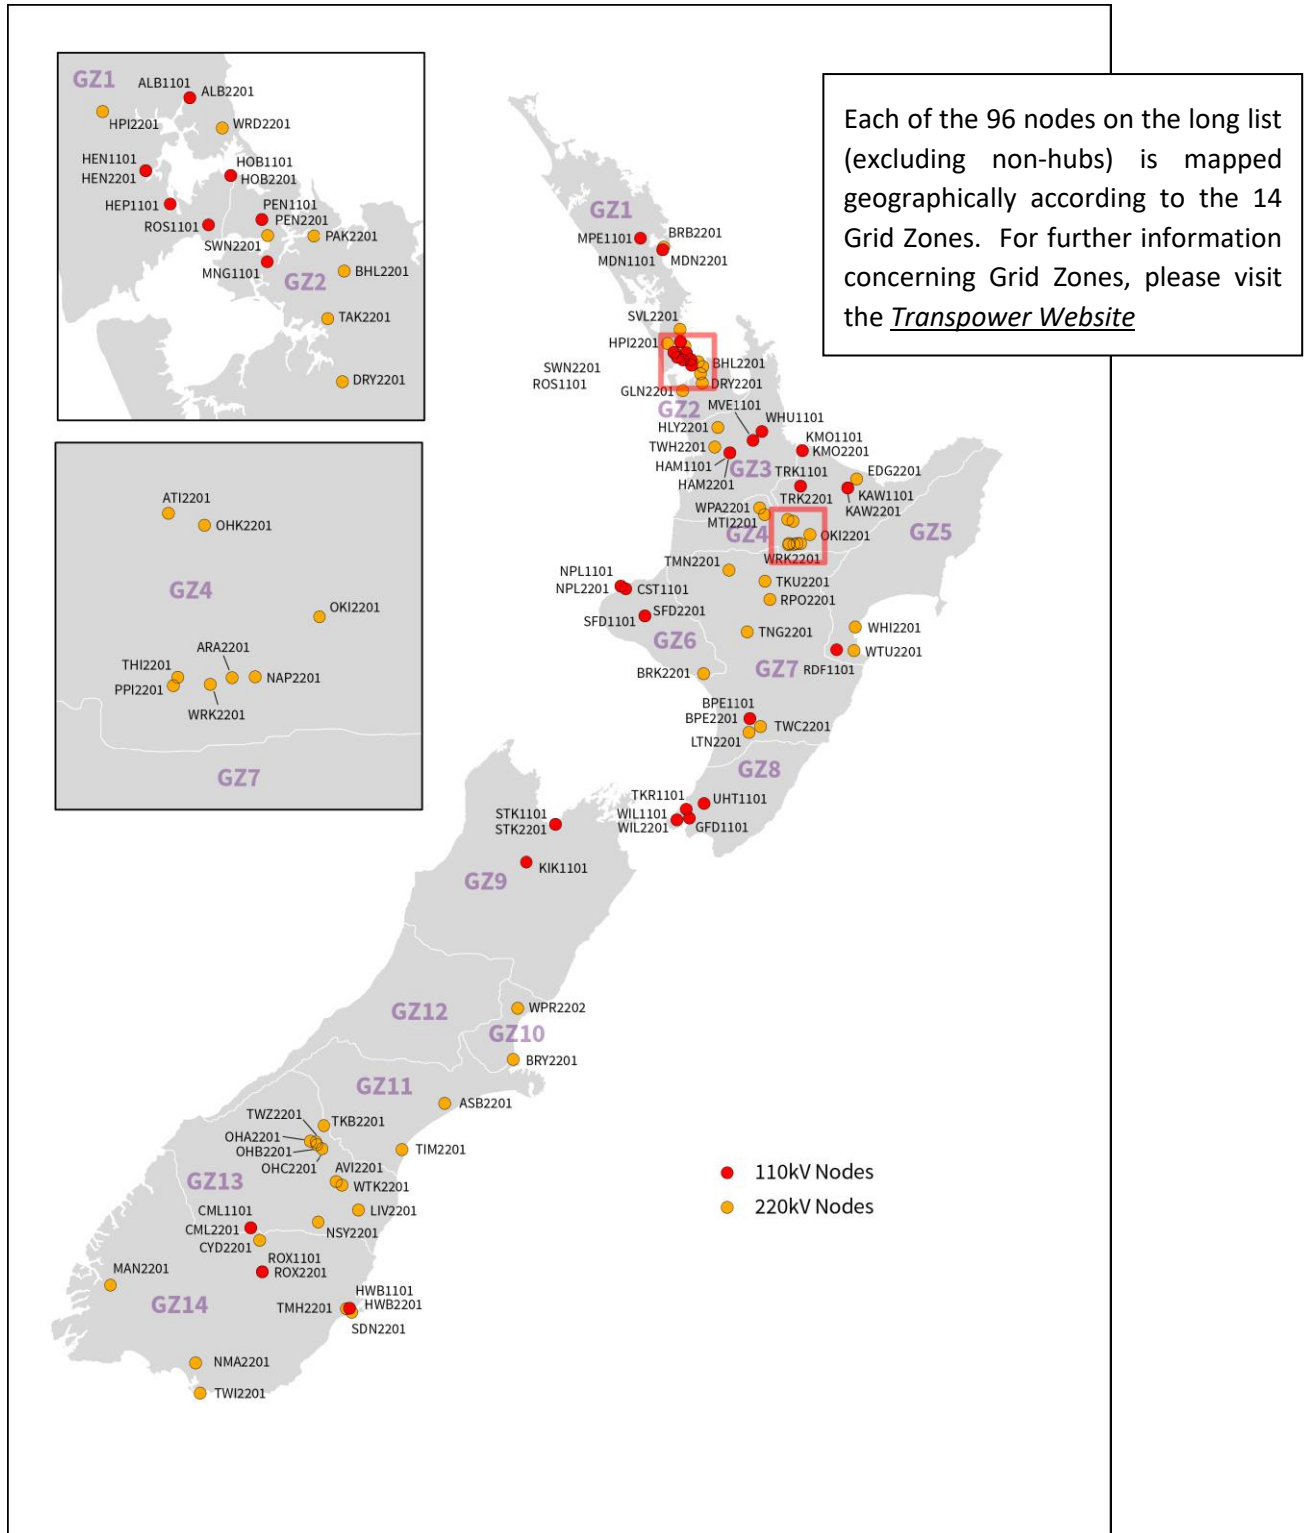 GZ1
ALB1101
ALB2201
HPI2201
WRD2201
HEN1101
HEN2201
HOB1101
HOB2201
HEP1101
PEN1101
PEN2201
ROS1101
SWN2201
PAK2201
MNG1101
BHL2201
GZ2
TAK2201
DRY2201
ATI2201
OHK2201
GZ4
OKI2201
ARA2201
THI2201
PPI2201
NAP2201
WRK2201
GZ7
Each of the 96 nodes on the long list
(excluding non-hubs) is mapped
geographically according to the 14
Grid Zones. For further information
concerning Grid Zones, please visit
the Transpower Website
GZ1
MPE1101
BRB2201
MDN1101
MDN2201
SVL2201
HPI2201
SWN2201
ROS1101
BHL2201
DRY2201
GLN2201
GZ2
MVE1101
WHU1101
HLY2201
TWH2201
KMO1101
KMO2201
HAM1101
HAM2201
GZ3
TRK1101
TRK2201
EDG2201
KAW1101
KAW2201
WPA2201
MTI2201
GZ4
OKI2201
WRK2201
GZ5
TMN2201
NPL1101
NPL2201
CST1101
TKU2201
RPO2201
SFD2201
SFD1101
GZ6
TNG2201
WHI2201
WTU2201
RDF1101
GZ7
BRK2201
BPE1101
BPE2201
TWC2201
LTN2201
GZ8
TKR1101
UHT1101
WIL1101
WIL2201
GFD1101
STK1101
STK2201
KIK1101
GZ9
GZ12
WPR2202
GZ10
BRY2201
GZ11
ASB2201
TWZ2201
TKB2201
OHA2201
OHB2201
OHC2201
TIM2201
AVI2201
WTK2201
GZ13
LIV2201
CML1101
CML2201
CYD2201
NSY2201
ROX1101
ROX2201
MAN2201
GZ14
HWB1101
TMH2201
HWB2201
SDN2201
NMA2201
TWI2201
110kV Nodes
220kV Nodes